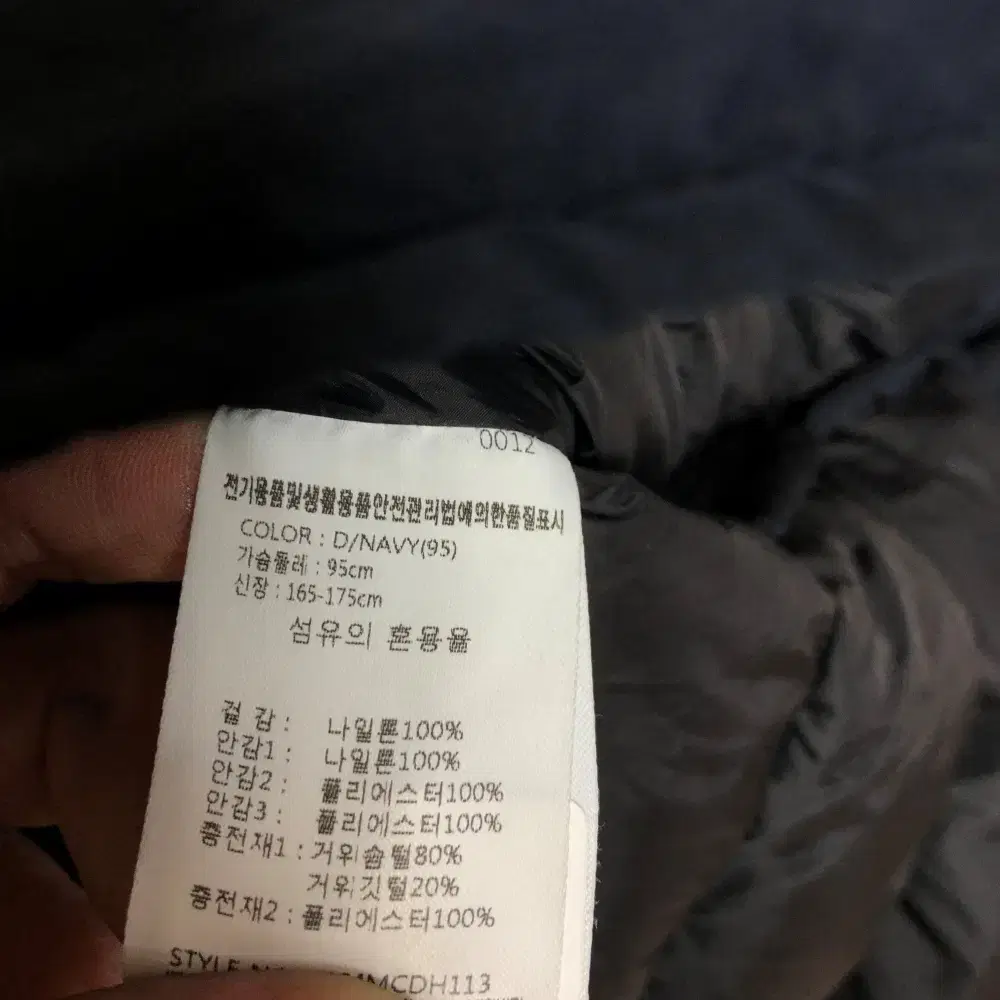 0012
전기용품및생활용품안전관리법에의한품질표시
COLOR : D/NAVY(95)
가슴둘레 : 95cm
신장 : 165-175cm
섬유의 혼용율
겉 감 : 나일론100%
안감1 : 나일론100%
안감2 : 폴리에스터100%
안감3 : 폴리에스터100%
충전재1 : 거위솜털80%
거위깃털20%
충전재2 : 폴리에스터100%
STYLE MCDH113